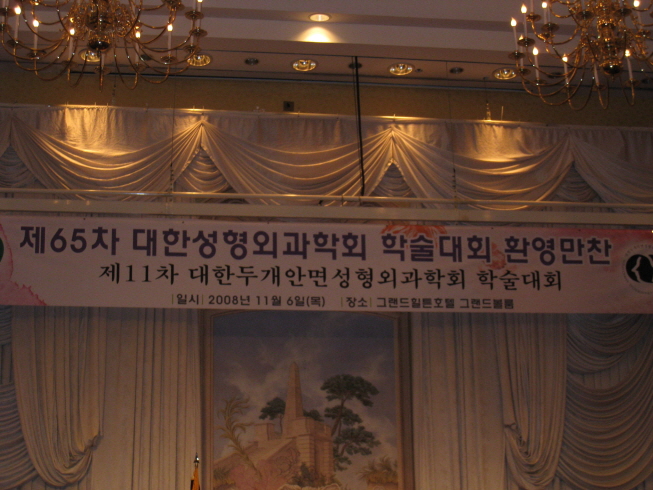 제65차 대한성형외과학회 학술대회 환영만찬
제11차 대한두개안면성형외과학회 학술대회
일시 2008년 11월 6일(목) 장소 그랜드힐튼호텔 그랜드볼룸